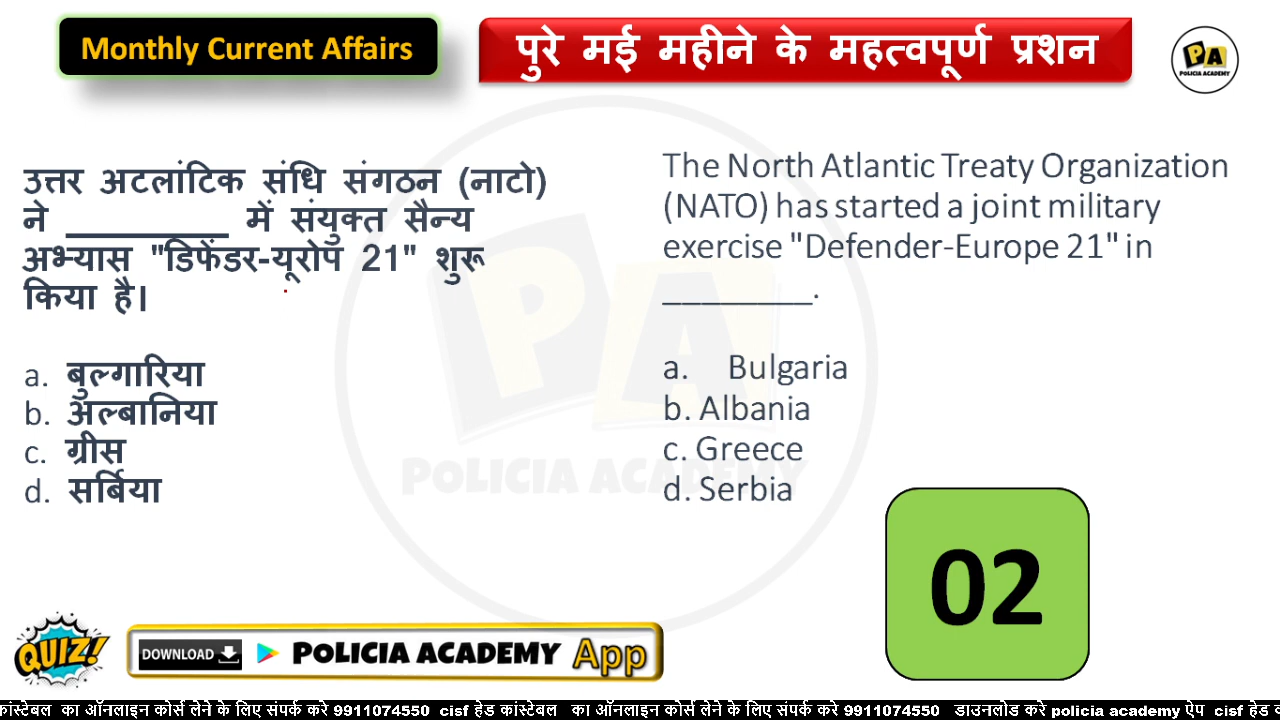 Monthly Current Affairs
पुरे मई महीने के महत्वपूर्ण प्रशन
PA
POLICIA ACADEMY
उत्तर अटलांटिक संधि संगठन (नाटो)
ने __________ में संयुक्त सैन्य
अभ्यास "डिफेंडर-यूरोप 21" शुरू
किया है।
a. बुल्गारिया
b. अल्बानिया
c. ग्रीस
d. सर्बिया
The North Atlantic Treaty Organization
(NATO) has started a joint military
exercise "Defender-Europe 21" in
________.
a. Bulgaria
b. Albania
c. Greece
d. Serbia
PA
POLICIA ACADEMY
02
QUIZ!
DOWNLOAD POLICIA ACADEMY App
कांस्टेबल का ऑनलाइन कोर्स लेने के लिए संपर्क करे 9911074550 cisf हेड कांस्टेबल का ऑनलाइन कोर्स लेने के लिए संपर्क करे 9911074550 डाउनलोड करे policia academy ऐप cisf हेड